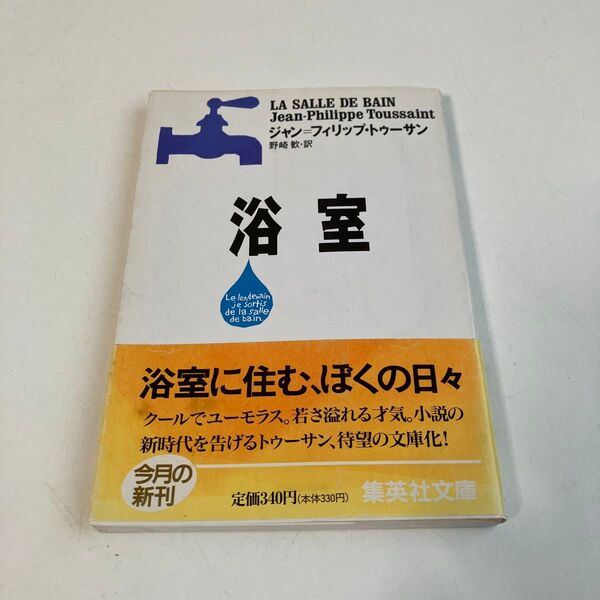 LA SALLE DE BAIN
Jean-Philippe Toussaint
ジャン=フィリップ・トゥーサン
野崎 歓・訳
浴室
Le lendemain
je sortis
de la salle
de bain.
浴室に住む、ぼくの日々
クールでユーモラス。若さ溢れる才気。小説の
新時代を告げるトゥーサン、待望の文庫化!
今月の
新刊
定価340円(本体330円)
集英社文庫